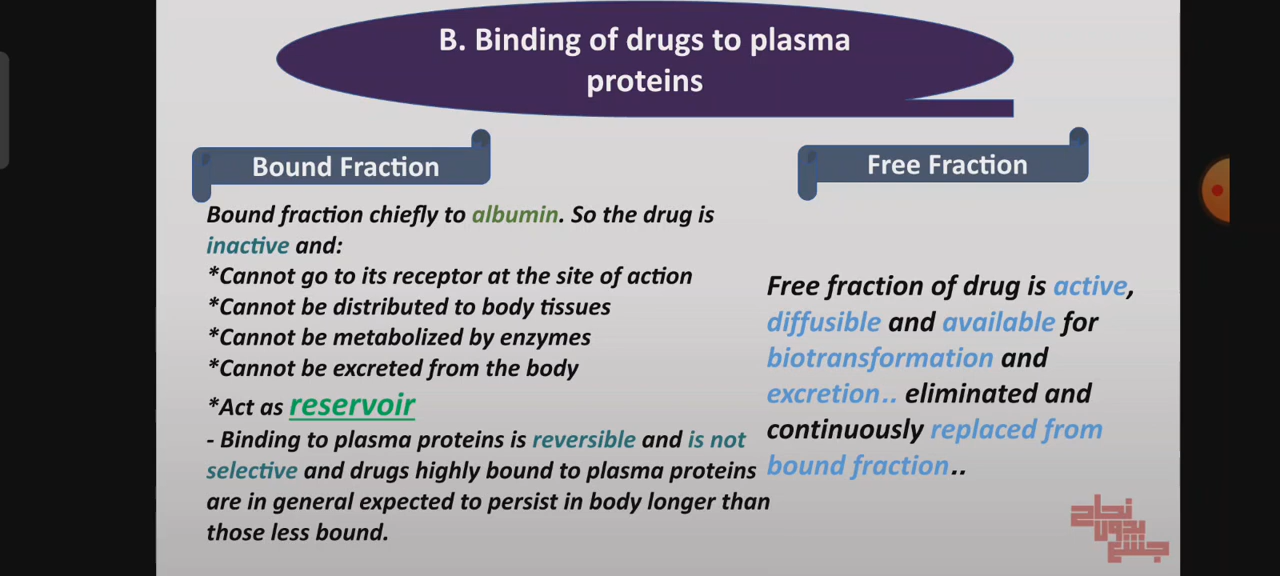 B. Binding of drugs to plasma
proteins
Bound Fraction
Bound fraction chiefly to albumin. So the drug is
inactive and:
*Cannot go to its receptor at the site of action
*Cannot be distributed to body tissues
*Cannot be metabolized by enzymes
*Cannot be excreted from the body
*Act as reservoir
- Binding to plasma proteins is reversible and is not
selective and drugs highly bound to plasma proteins
are in general expected to persist in body longer than
those less bound.
Free Fraction
Free fraction of drug is active,
diffusible and available for
biotransformation and
excretion.. eliminated and
continuously replaced from
bound fraction..
نجاح
بدون
جشع